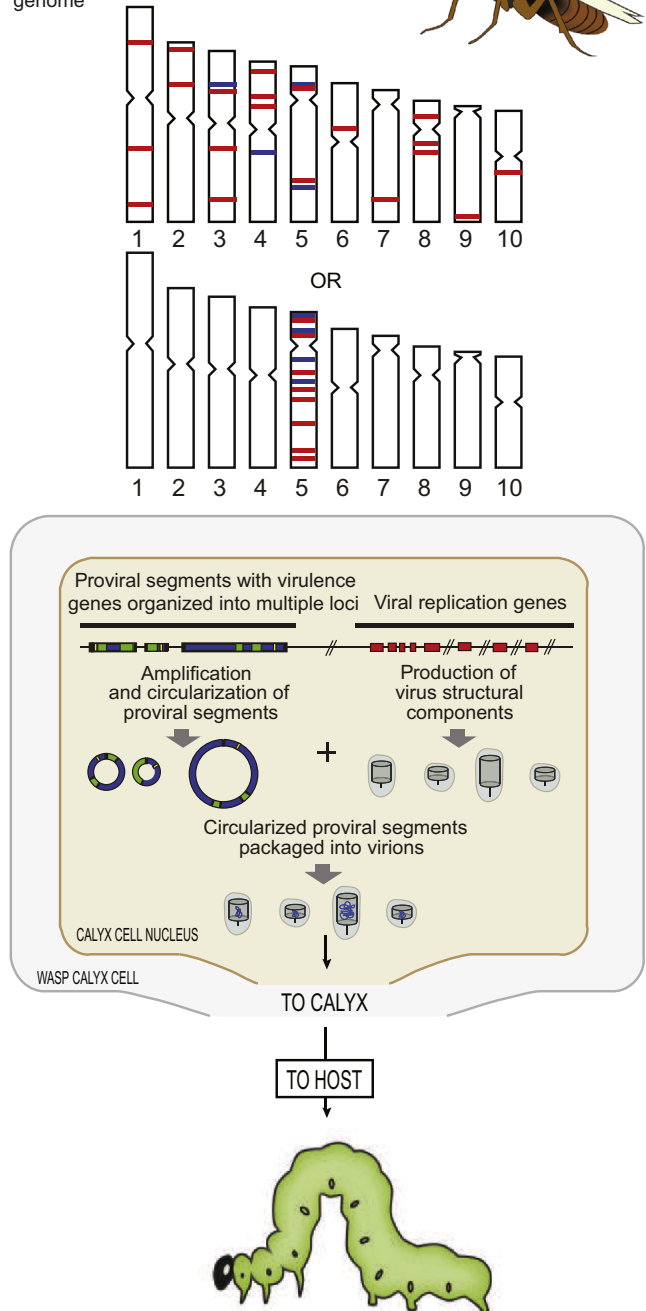 genome
1 2 3 4 5 6 7 8 9 10
OR
1 2 3 4 5 6 7 8 9 10
Proviral segments with virulence
genes organized into multiple loci
Viral replication genes
Amplification
and circularization of
proviral segments
Production of
virus structural
components
+
Circularized proviral segments
packaged into virions
CALYX CELL NUCLEUS
WASP CALYX CELL
TO CALYX
TO HOST